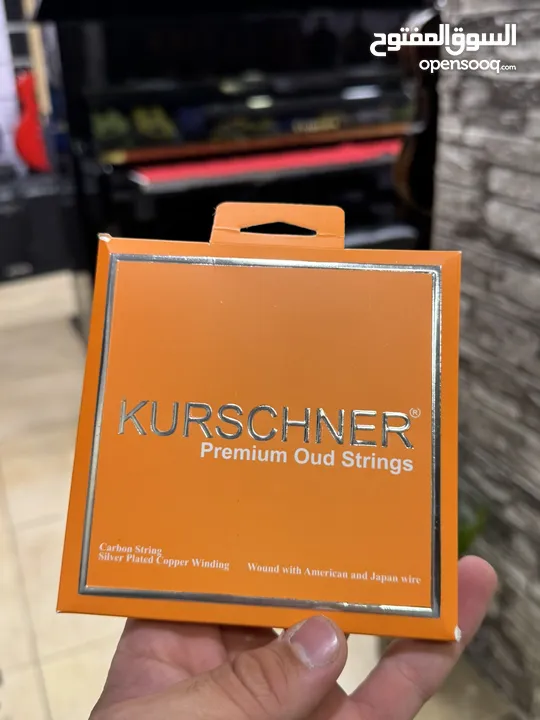 السوق المفتوح
opensooq.com
KURSCHNER®
Premium Oud Strings
Carbon String
Silver Plated Copper Winding
Wound with American and Japan wire